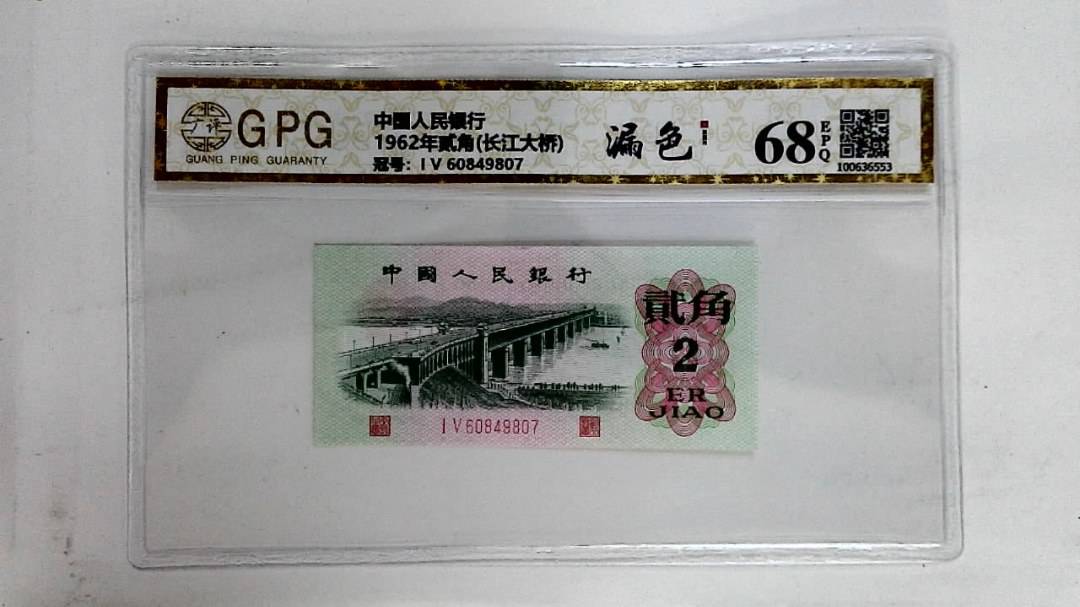 GPG
GUANG PING GUARANTY
中国人民银行
1962年贰角(长江大桥)
冠号: I V 60849807
漏色
68
EPQ
100636553
中國人民銀行
貳角
2
ER
JIAO
I V 60849807